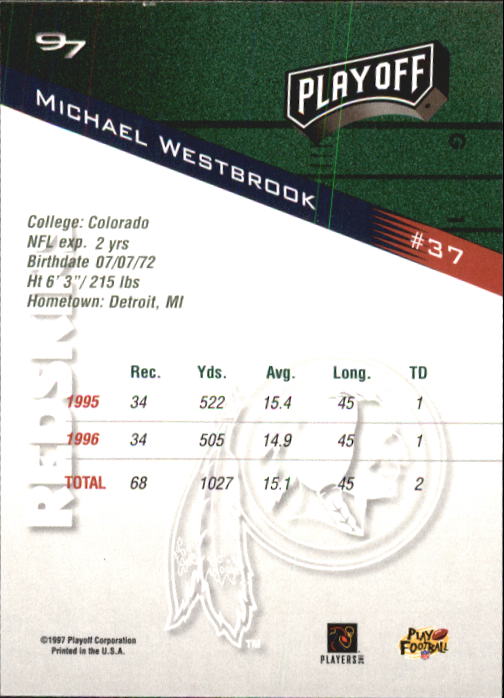 97
PLAYOFF
MICHAEL WESTBROOK
#37
G
College: Colorado
NFL exp. 2 yrs
Birthdate 07/07/72
Ht 6' 3"/ 215 lbs
Hometown: Detroit, MI
REDSKINS
Rec. Yds. Avg. Long. TD
1995 34 522 15.4 45 1
1996 34 505 14.9 45 1
TOTAL 68 1027 15.1 45 2
TM
©1997 Playoff Corporation
Printed in the U.S.A.
PLAYERS INC
PLAY
FOOTBALL